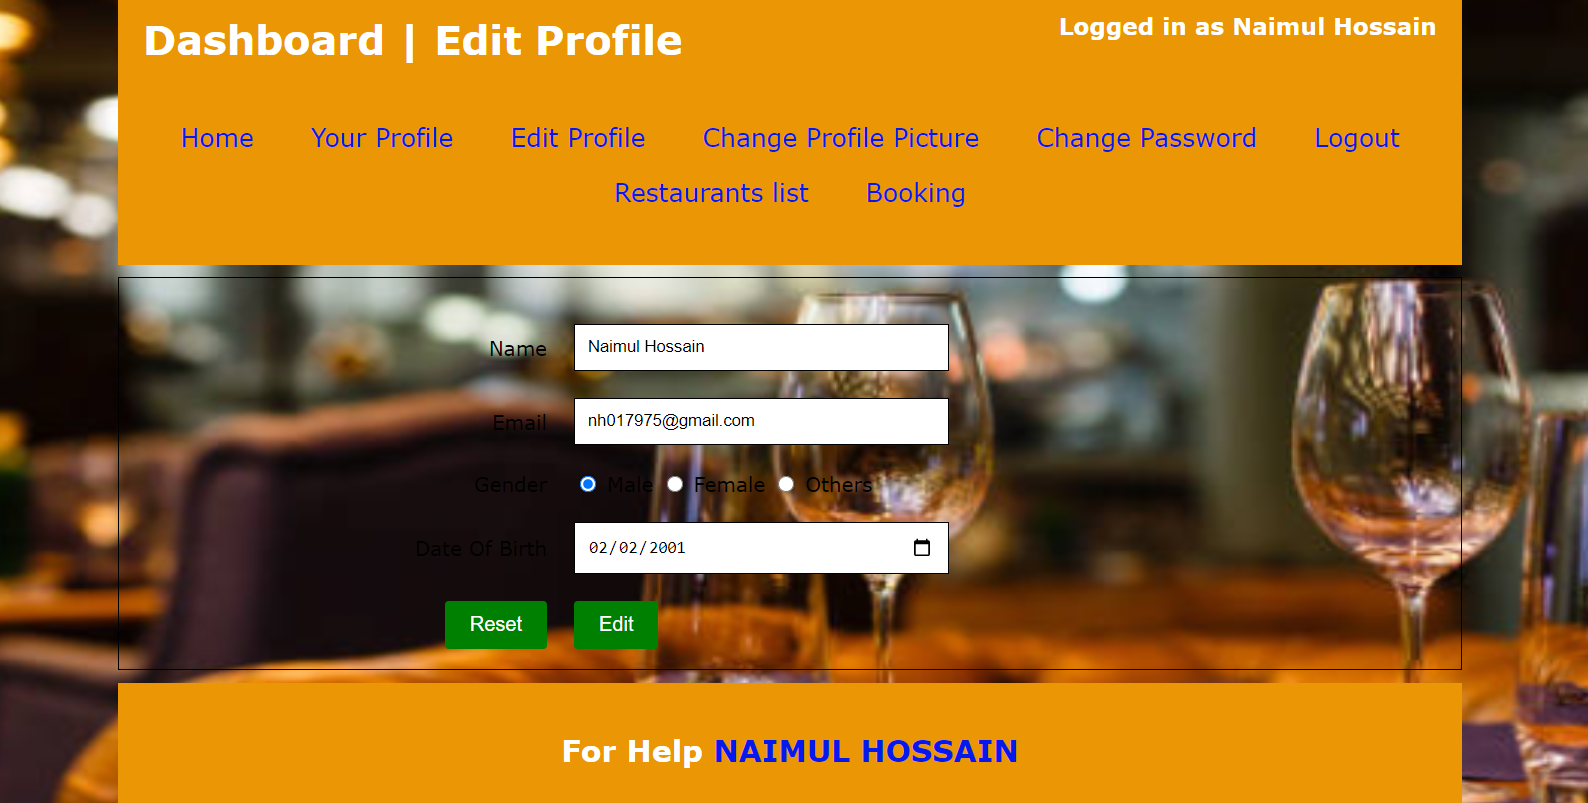 Dashboard | Edit Profile
Logged in as Naimul Hossain
Home Your Profile Edit Profile Change Profile Picture Change Password Logout
Restaurants list Booking
Name Naimul Hossain
Email nh017975@gmail.com
Gender Male Female Others
Date Of Birth 02/02/2001
Reset Edit
For Help NAIMUL HOSSAIN